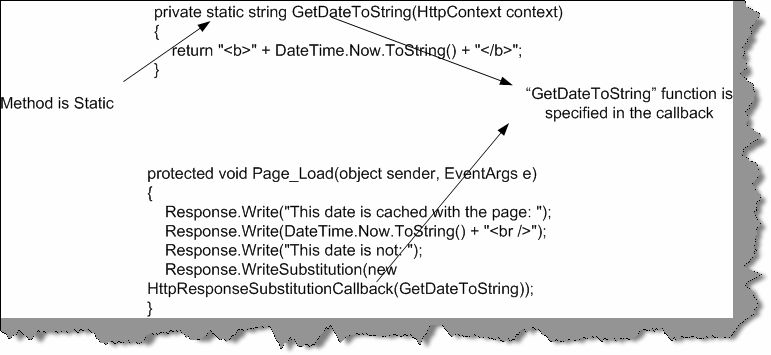 private static string GetDateToString(HttpContext context)
{
return "<b>" + DateTime.Now.ToString() + "</b>";
}
Method is Static
“GetDateToString” function is
specified in the callback
protected void Page_Load(object sender, EventArgs e)
{
Response.Write("This date is cached with the page: ");
Response.Write(DateTime.Now.ToString() + "<br />");
Response.Write("This date is not: ");
Response.WriteSubstitution(new
HttpResponseSubstitutionCallback(GetDateToString));
}